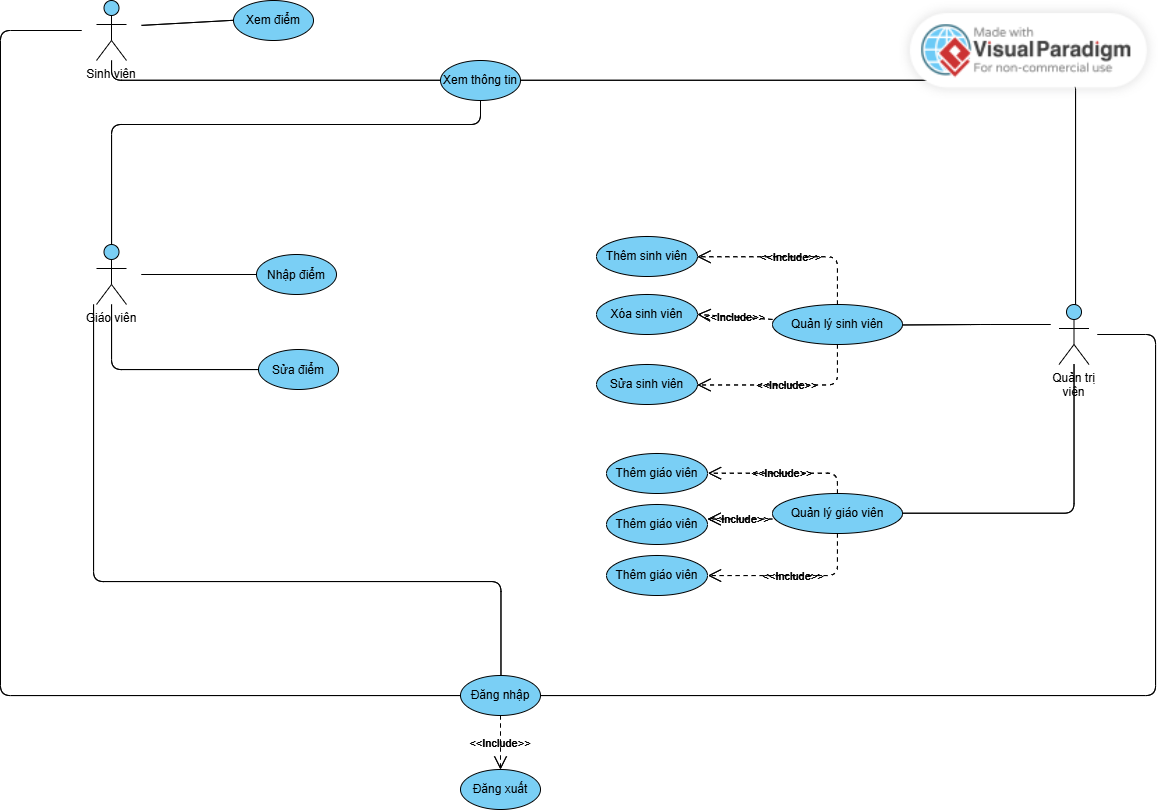 Xem điểm
Made with
VisualParadigm
For non-commercial use
Sinh viên
Xem thông tin
Thêm sinh viên
<<Include>>
Nhập điểm
Giáo viên
Xóa sinh viên
<<Include>>
Quản lý sinh viên
Sửa điểm
Sửa sinh viên
<<Include>>
Quản trị
viên
Thêm giáo viên
<<Include>>
Thêm giáo viên
<<Include>>
Quản lý giáo viên
Thêm giáo viên
<<Include>>
Đăng nhập
<<Include>>
Đăng xuất